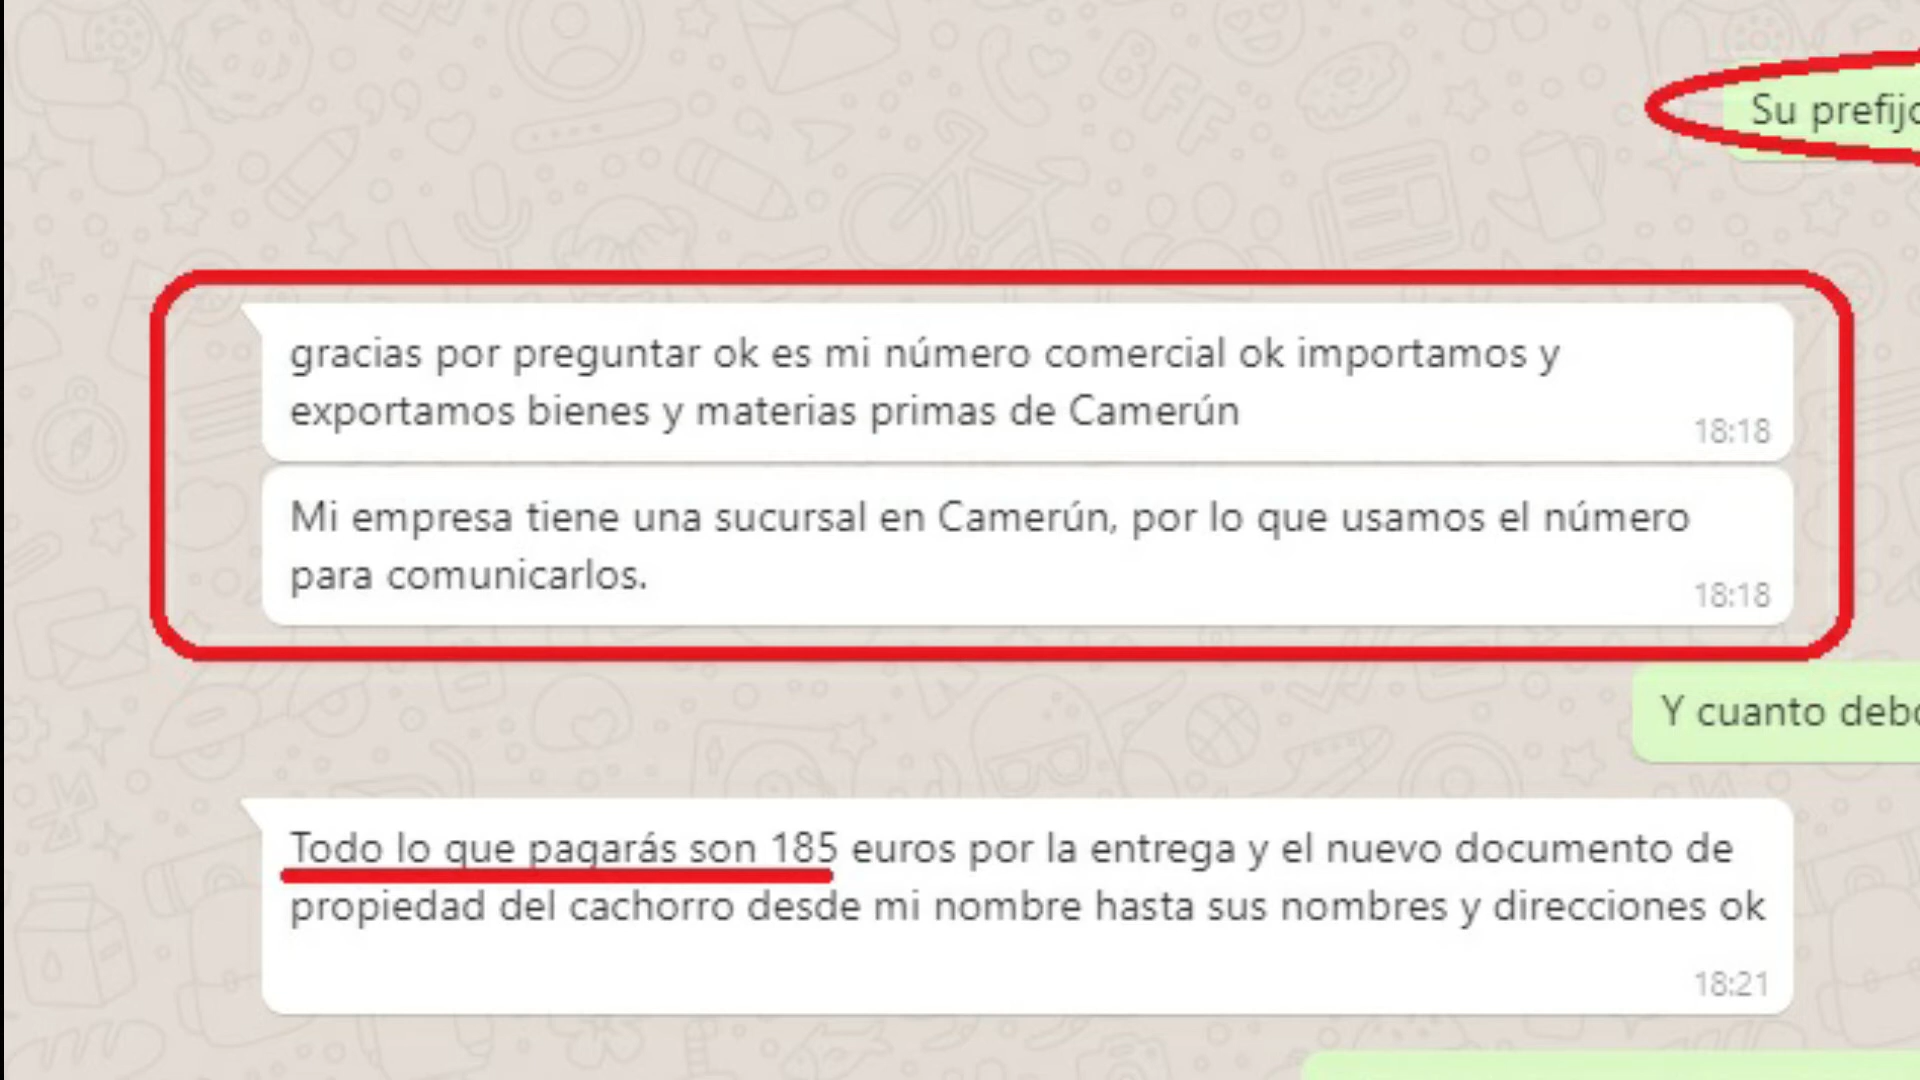 Su prefijo
gracias por preguntar ok es mi número comercial ok importamos y
exportamos bienes y materias primas de Camerún
18:18
Mi empresa tiene una sucursal en Camerún, por lo que usamos el número
para comunicarlos.
18:18
Y cuanto debo
Todo lo que pagarás son 185 euros por la entrega y el nuevo documento de
propiedad del cachorro desde mi nombre hasta sus nombres y direcciones ok
18:21